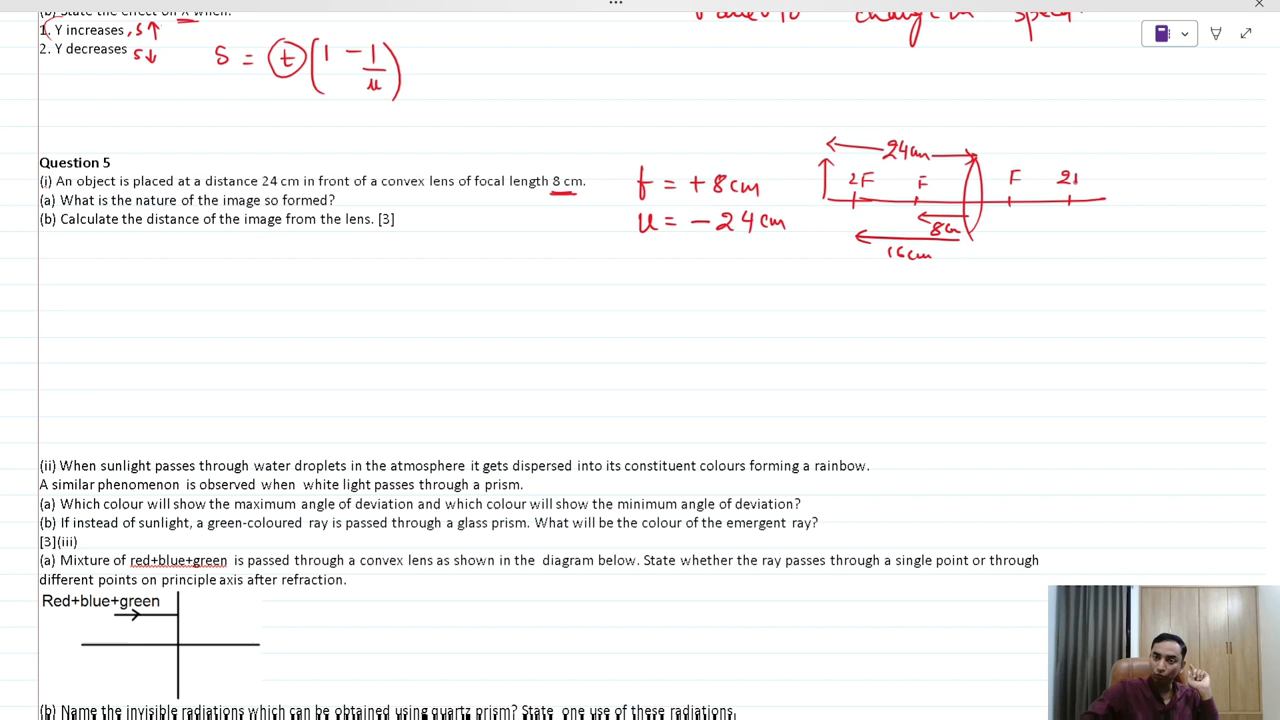 1. Y increases, s↑
2. Y decreases s↓
S = t (1 - 1/μ)
change in
Question 5
(i) An object is placed at a distance 24 cm in front of a convex lens of focal length 8 cm.
(a) What is the nature of the image so formed?
(b) Calculate the distance of the image from the lens. [3]
f = +8cm
u = -24cm
24cm
2F F F 2F
8cm
16cm
(ii) When sunlight passes through water droplets in the atmosphere it gets dispersed into its constituent colours forming a rainbow.
A similar phenomenon is observed when white light passes through a prism.
(a) Which colour will show the maximum angle of deviation and which colour will show the minimum angle of deviation?
(b) If instead of sunlight, a green-coloured ray is passed through a glass prism. What will be the colour of the emergent ray?
[3](iii)
(a) Mixture of red+blue+green is passed through a convex lens as shown in the diagram below. State whether the ray passes through a single point or through
different points on principle axis after refraction.
Red+blue+green
(b) Name the invisible radiations which can be obtained using quartz prism? State one use of these radiations.